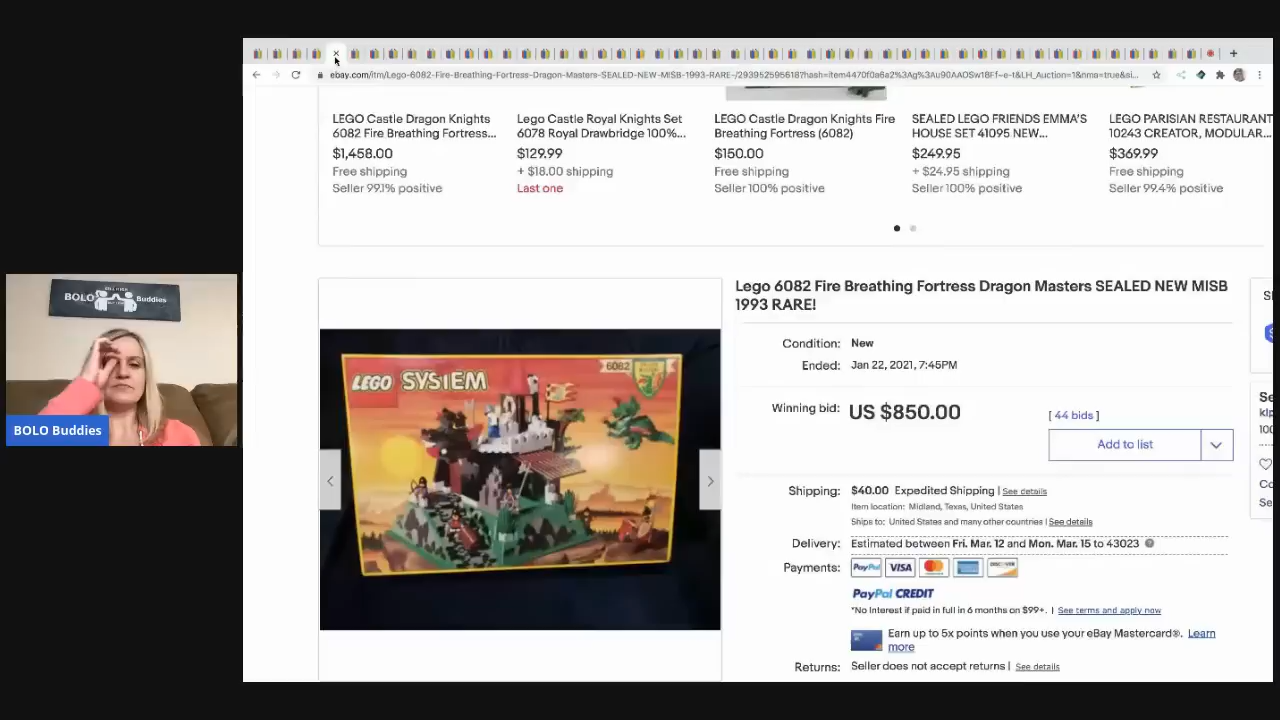 ebay.com/itm/Lego-6082-Fire-Breathing-Fortress-Dragon-Masters-SEALED-NEW-MISB-1993-RARE-/293952595618?hash=item4470f0a6a2%3Ag%3Au90AAOSw18Ff~e-t&LH_Auction=1&nma=true&si...
LEGO Castle Dragon Knights
6082 Fire Breathing Fortress...
$1,458.00
Free shipping
Seller 99.1% positive
Lego Castle Royal Knights Set
6078 Royal Drawbridge 100%...
$129.99
+ $18.00 shipping
Last one
LEGO Castle Dragon Knights Fire
Breathing Fortress (6082)
$150.00
Free shipping
Seller 100% positive
SEALED LEGO FRIENDS EMMA'S
HOUSE SET 41095 NEW...
$249.95
+ $24.95 shipping
Seller 100% positive
LEGO PARISIAN RESTAURANT
10243 CREATOR, MODULAR...
$369.99
Free shipping
Seller 99.4% positive
Lego 6082 Fire Breathing Fortress Dragon Masters SEALED NEW MISB
1993 RARE!
Condition: New
Ended: Jan 22, 2021, 7:45PM
Winning bid: US $850.00 [ 44 bids ]
Add to list
Shipping: $40.00 Expedited Shipping | See details
Item location: Midland, Texas, United States
Ships to: United States and many other countries | See details
Delivery: Estimated between Fri. Mar. 12 and Mon. Mar. 15 to 43023
Payments: PayPal VISA
PayPal CREDIT
*No Interest if paid in full in 6 months on $99+. | See terms and apply now
Earn up to 5x points when you use your eBay Mastercard®. Learn
more
Returns: Seller does not accept returns | See details
LEGO SYSTEM
6082
BOLO Buddies
BOLO Buddies